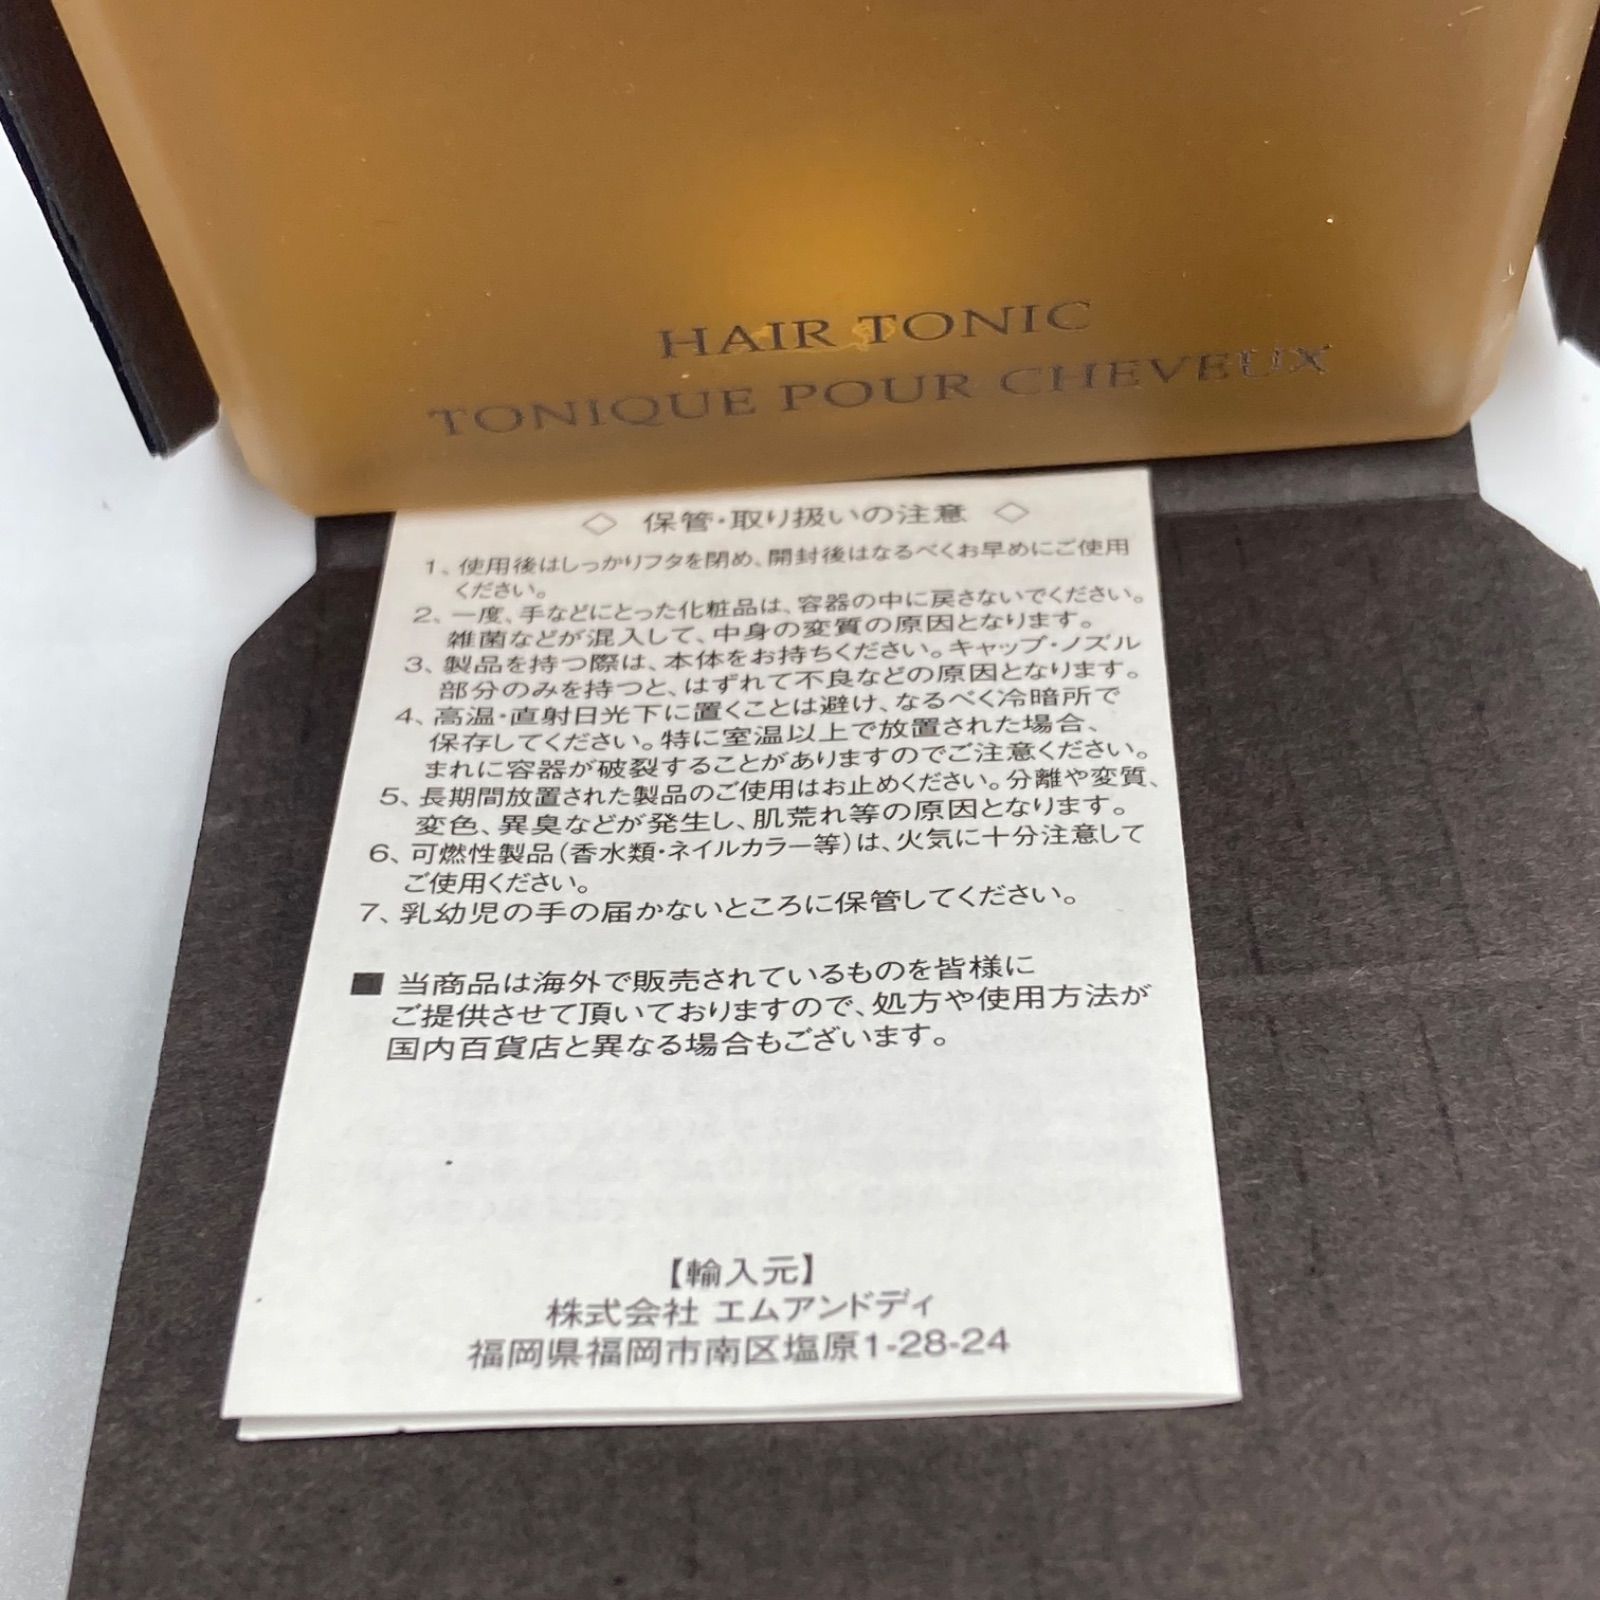 HAIR TONIC
TONIQUE POUR CHEVEUX
◇ 保管・取り扱いの注意 ◇
1、使用後はしっかりフタを閉め、開封後はなるべくお早めにご使用
ください。
2、一度、手などにとった化粧品は、容器の中に戻さないでください。
雑菌などが混入して、中身の変質の原因となります。
3、製品を持つ際は、本体をお持ちください。キャップ・ノズル
部分のみを持つと、はずれて不良などの原因となります。
4、高温・直射日光下に置くことは避け、なるべく冷暗所で
保存してください。特に室温以上で放置された場合、
まれに容器が破裂することがありますのでご注意ください。
5、長期間放置された製品のご使用はお止めください。分離や変質、
変色、異臭などが発生し、肌荒れ等の原因となります。
6、可燃性製品(香水類・ネイルカラー等)は、火気に十分注意して
ご使用ください。
7、乳幼児の手の届かないところに保管してください。
■ 当商品は海外で販売されているものを皆様に
ご提供させて頂いておりますので、処方や使用方法が
国内百貨店と異なる場合もございます。
【輸入元】
株式会社 エムアンドディ
福岡県福岡市南区塩原1-28-24